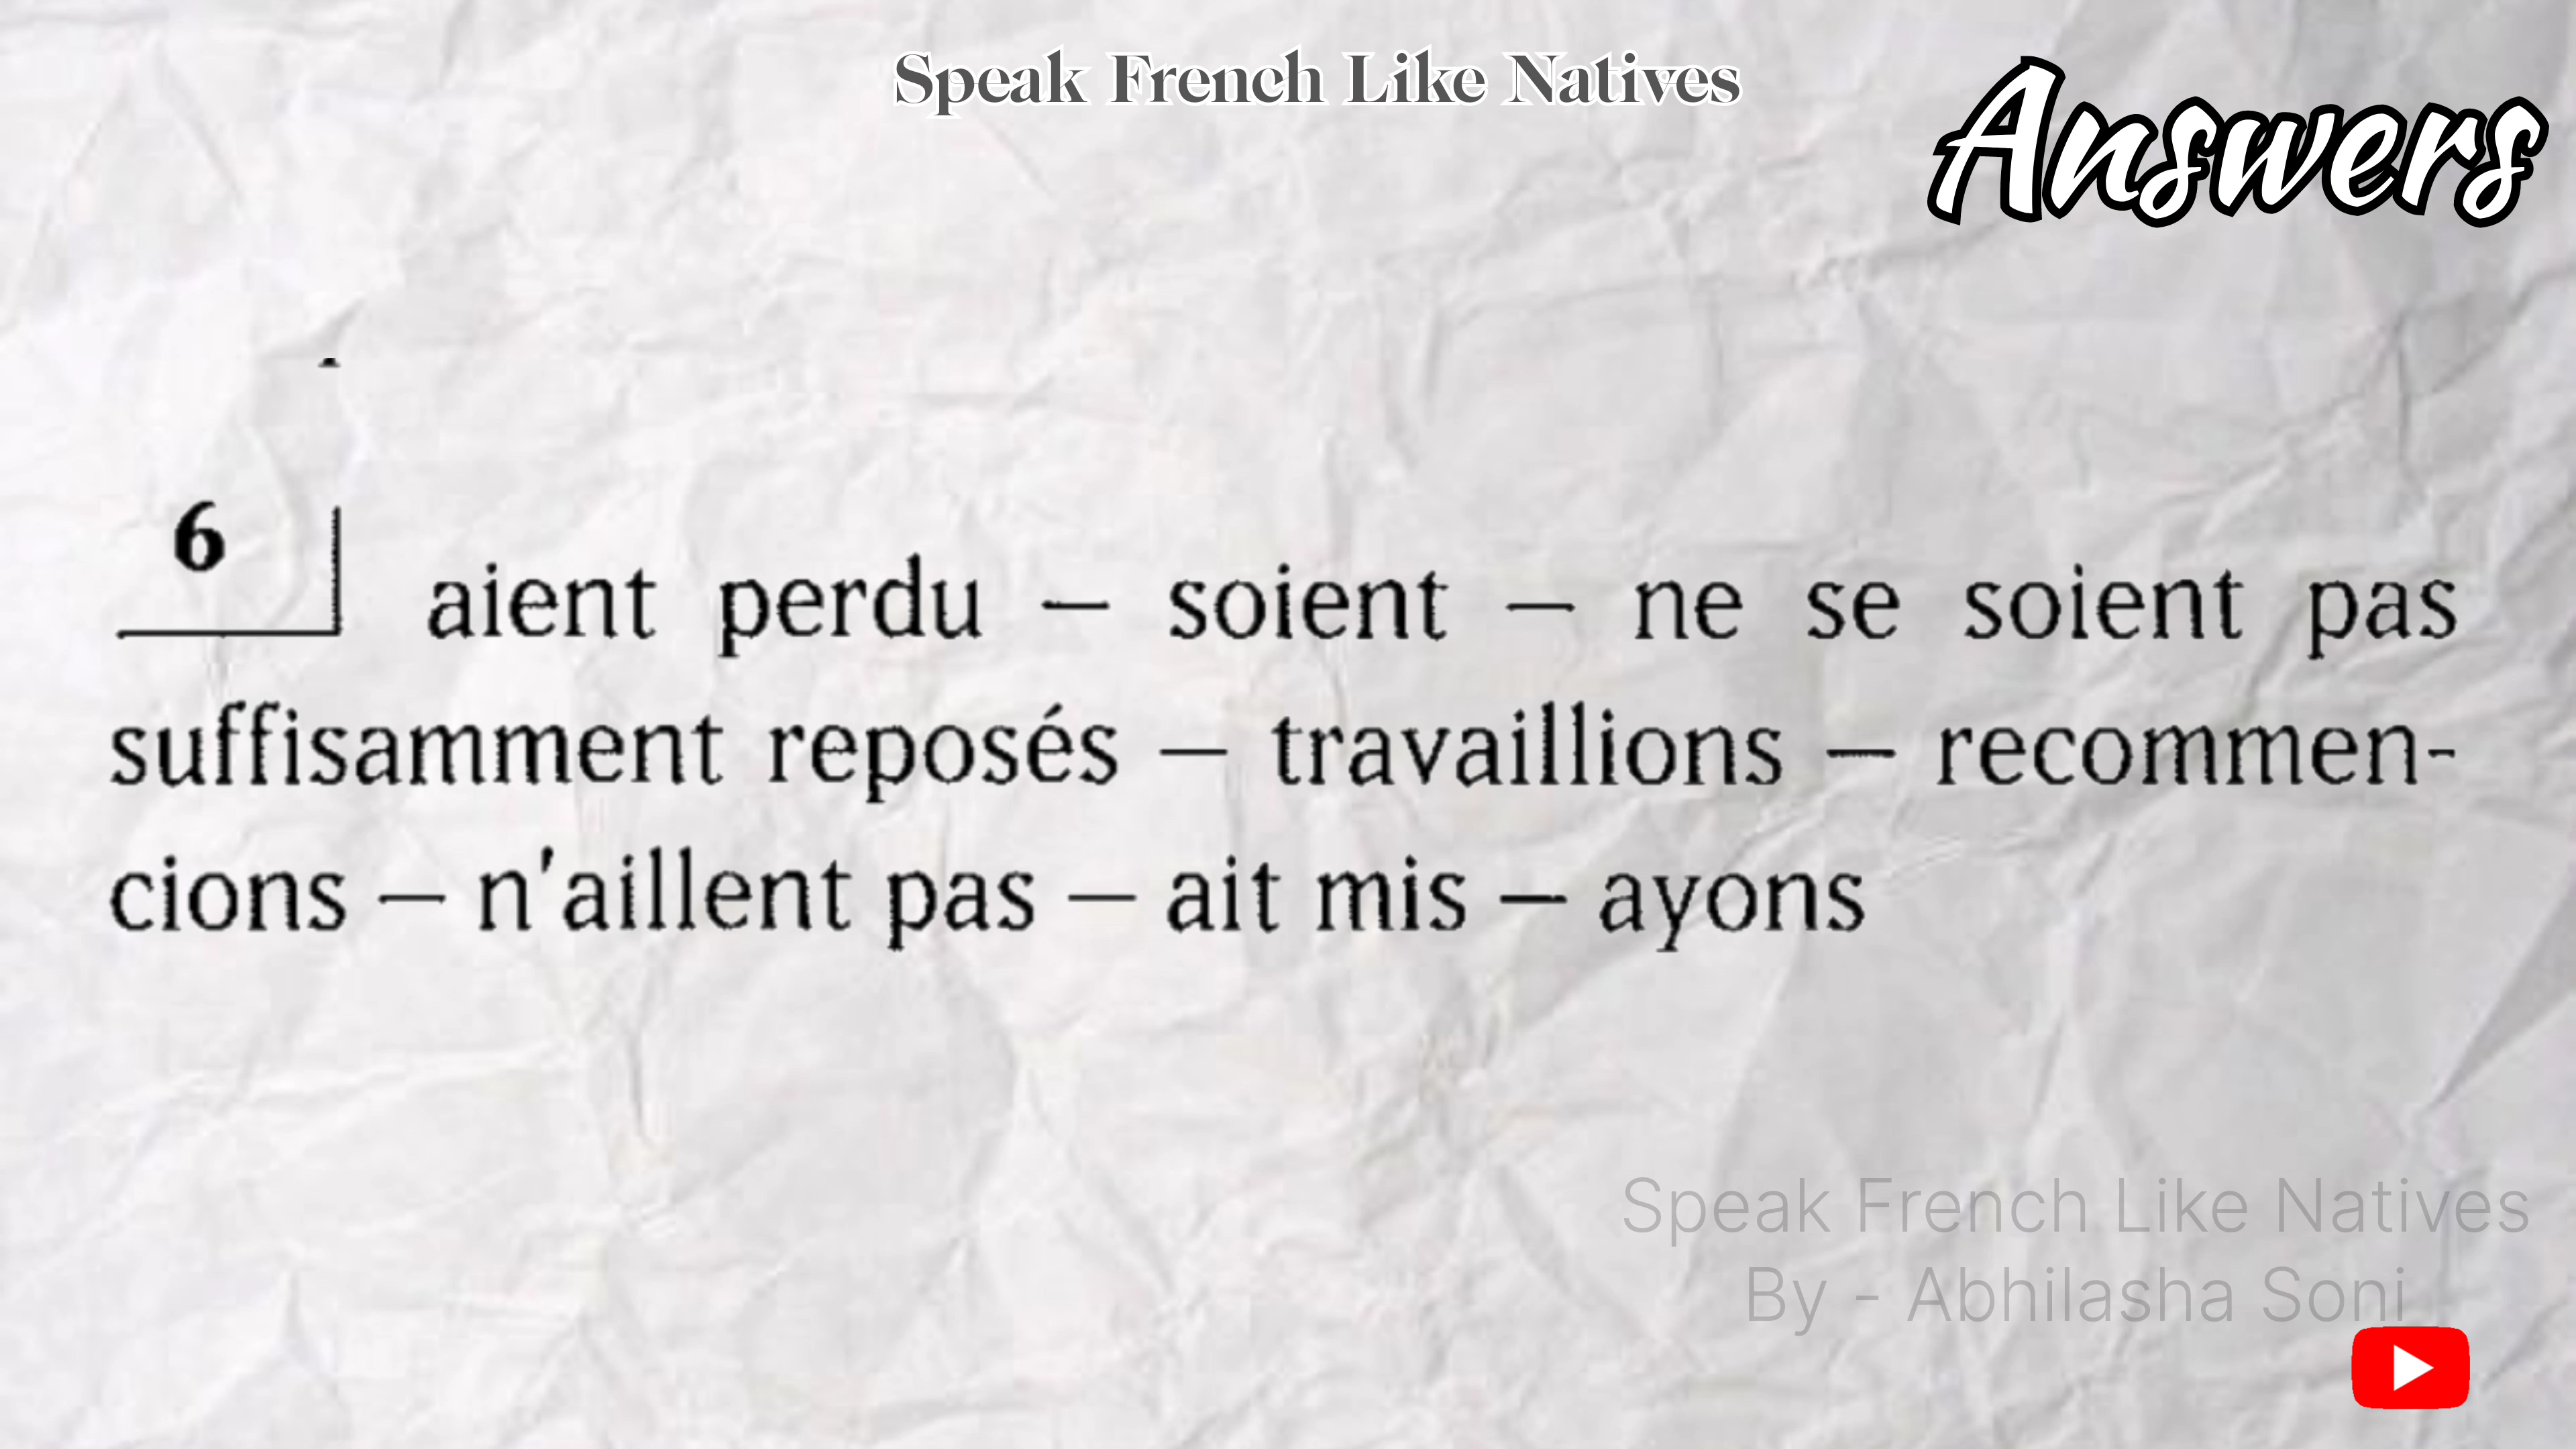 Speak French Like Natives
Answers
6
aient perdu – soient – ne se soient pas
suffisamment reposés – travaillions – recommen-
cions – n'aillent pas – ait mis – ayons
Speak French Like Natives
By - Abhilasha Soni